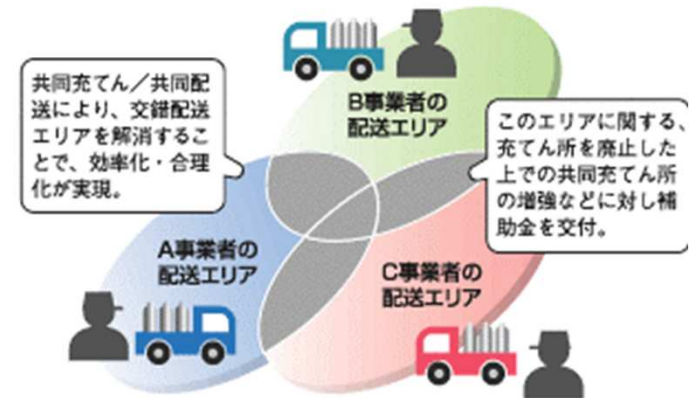 共同充てん／共同配
送により、交錯配送
エリアを解消するこ
とで、効率化・合理
化が実現。
B事業者の
配送エリア
このエリアに関する、
充てん所を廃止した
上での共同充てん所
の増強などに対し補
助金を交付。
A事業者の
配送エリア
C事業者の
配送エリア